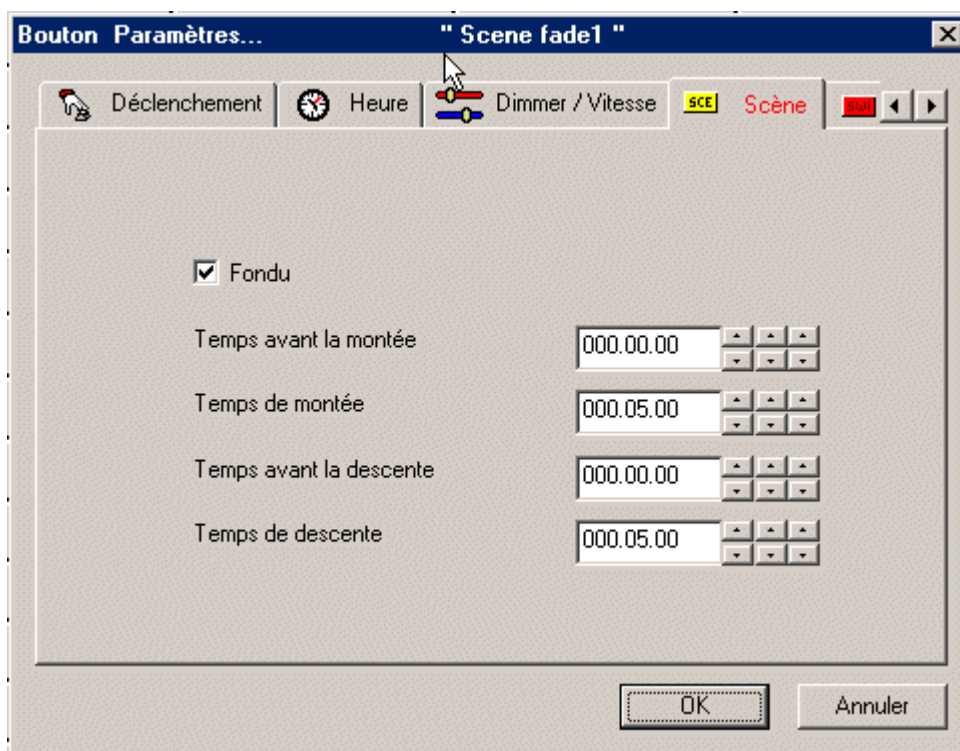 Bouton Paramètres... " Scene fade1 "
Déclenchement Heure Dimmer / Vitesse SCE Scène SWI
Fondu
Temps avant la montée 000.00.00
Temps de montée 000.05.00
Temps avant la descente 000.00.00
Temps de descente 000.05.00
OK Annuler